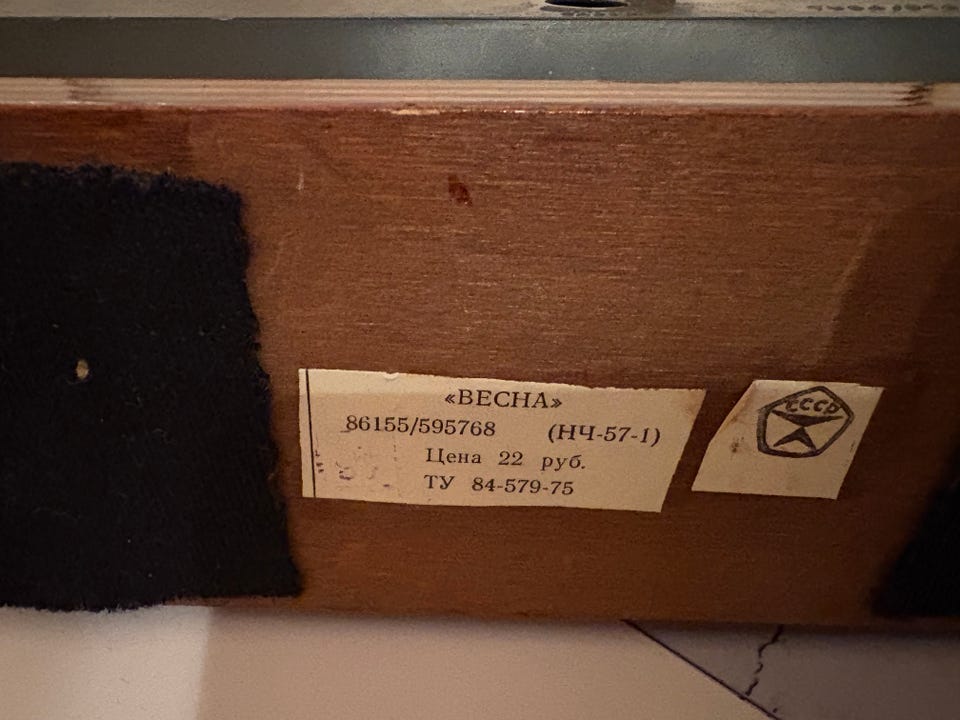 «ВЕСНА»
86155/595768 (НЧ-57-1)
Цена 22 руб.
ТУ 84-579-75
СССР